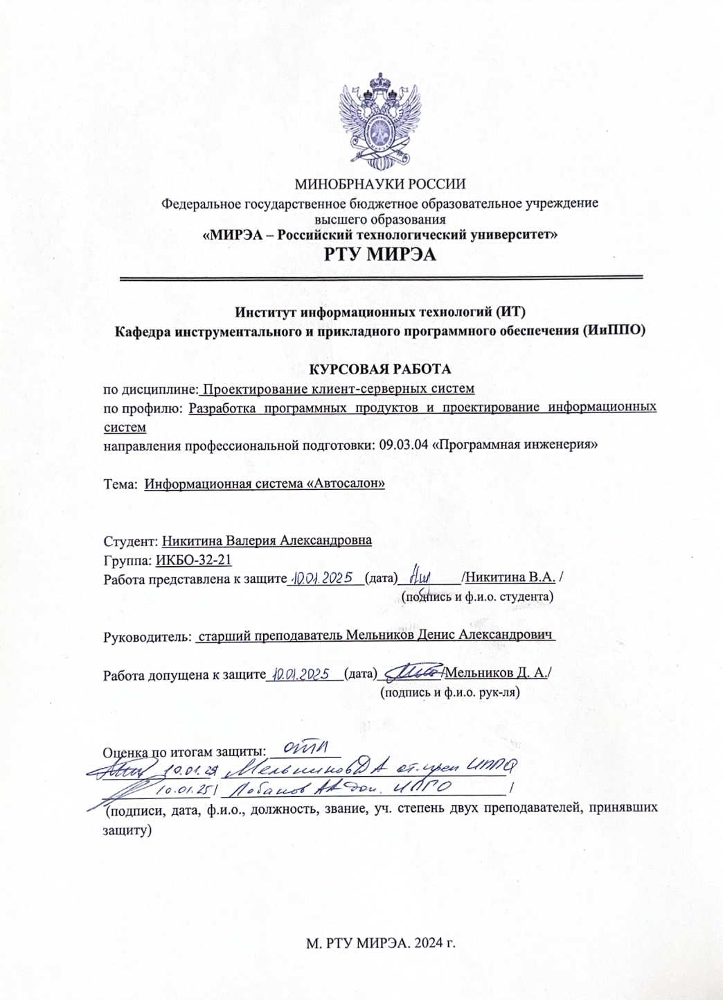 МИНОБРНАУКИ РОССИИ
Федеральное государственное бюджетное образовательное учреждение
высшего образования
«МИРЭА – Российский технологический университет»
РТУ МИРЭА
Институт информационных технологий (ИТ)
Кафедра инструментального и прикладного программного обеспечения (ИиППО)
КУРСОВАЯ РАБОТА
по дисциплине: Проектирование клиент-серверных систем
по профилю: Разработка программных продуктов и проектирование информационных
систем
направления профессиональной подготовки: 09.03.04 «Программная инженерия»
Тема: Информационная система «Автосалон»
Студент: Никитина Валерия Александровна
Группа: ИКБО-32-21
Работа представлена к защите 10.01.2025 (дата) /Никитина В.А. /
(подпись и ф.и.о. студента)
Руководитель: старший преподаватель Мельников Денис Александрович
Работа допущена к защите 10.01.2025 (дата) /Мельников Д. А./
(подпись и ф.и.о. рук-ля)
Оценка по итогам защиты: отл
10.01.25 Мельников Д А ст. преп ИППО
10.01.25/ Лобанов АА доц. ИППО /
(подписи, дата, ф.и.о., должность, звание, уч. степень двух преподавателей, принявших
защиту)
М. РТУ МИРЭА. 2024 г.